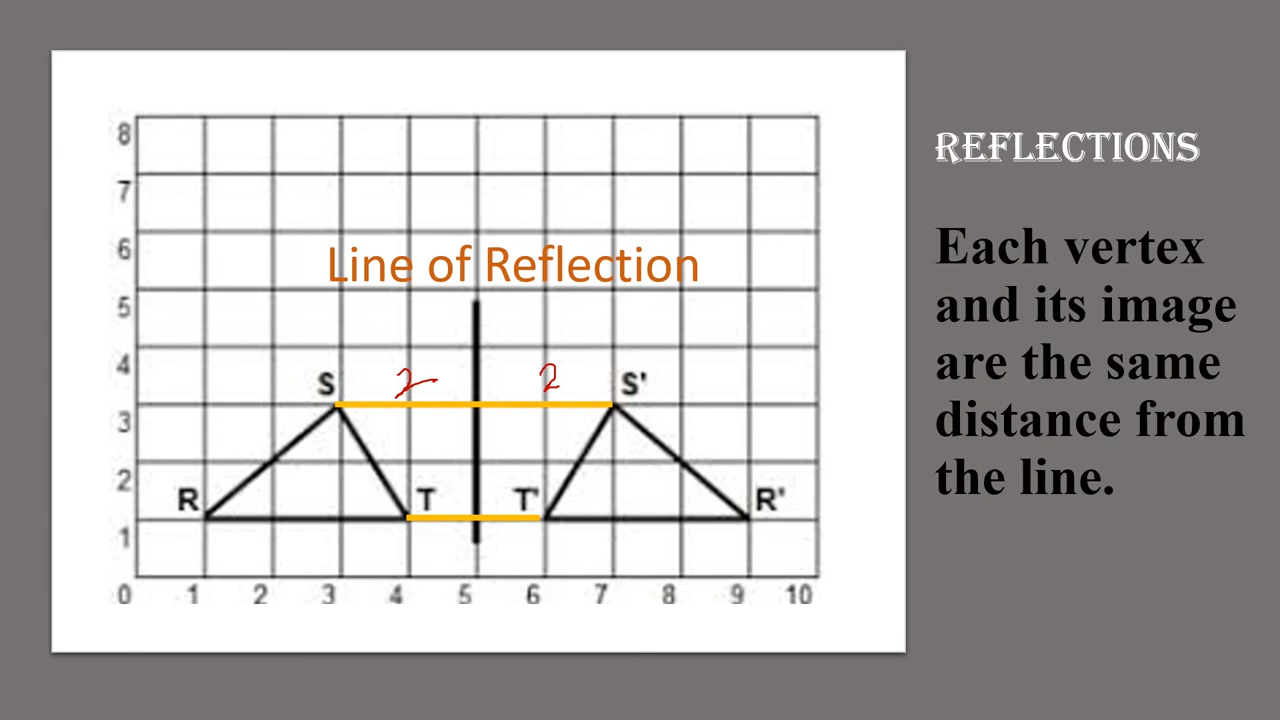 REFLECTIONS
Each vertex
and its image
are the same
distance from
the line.
Line of Reflection
8
7
6
5
4
3
2
1
0 1 2 3 4 5 6 7 8 9 10
S 2 2 S'
R T T' R'